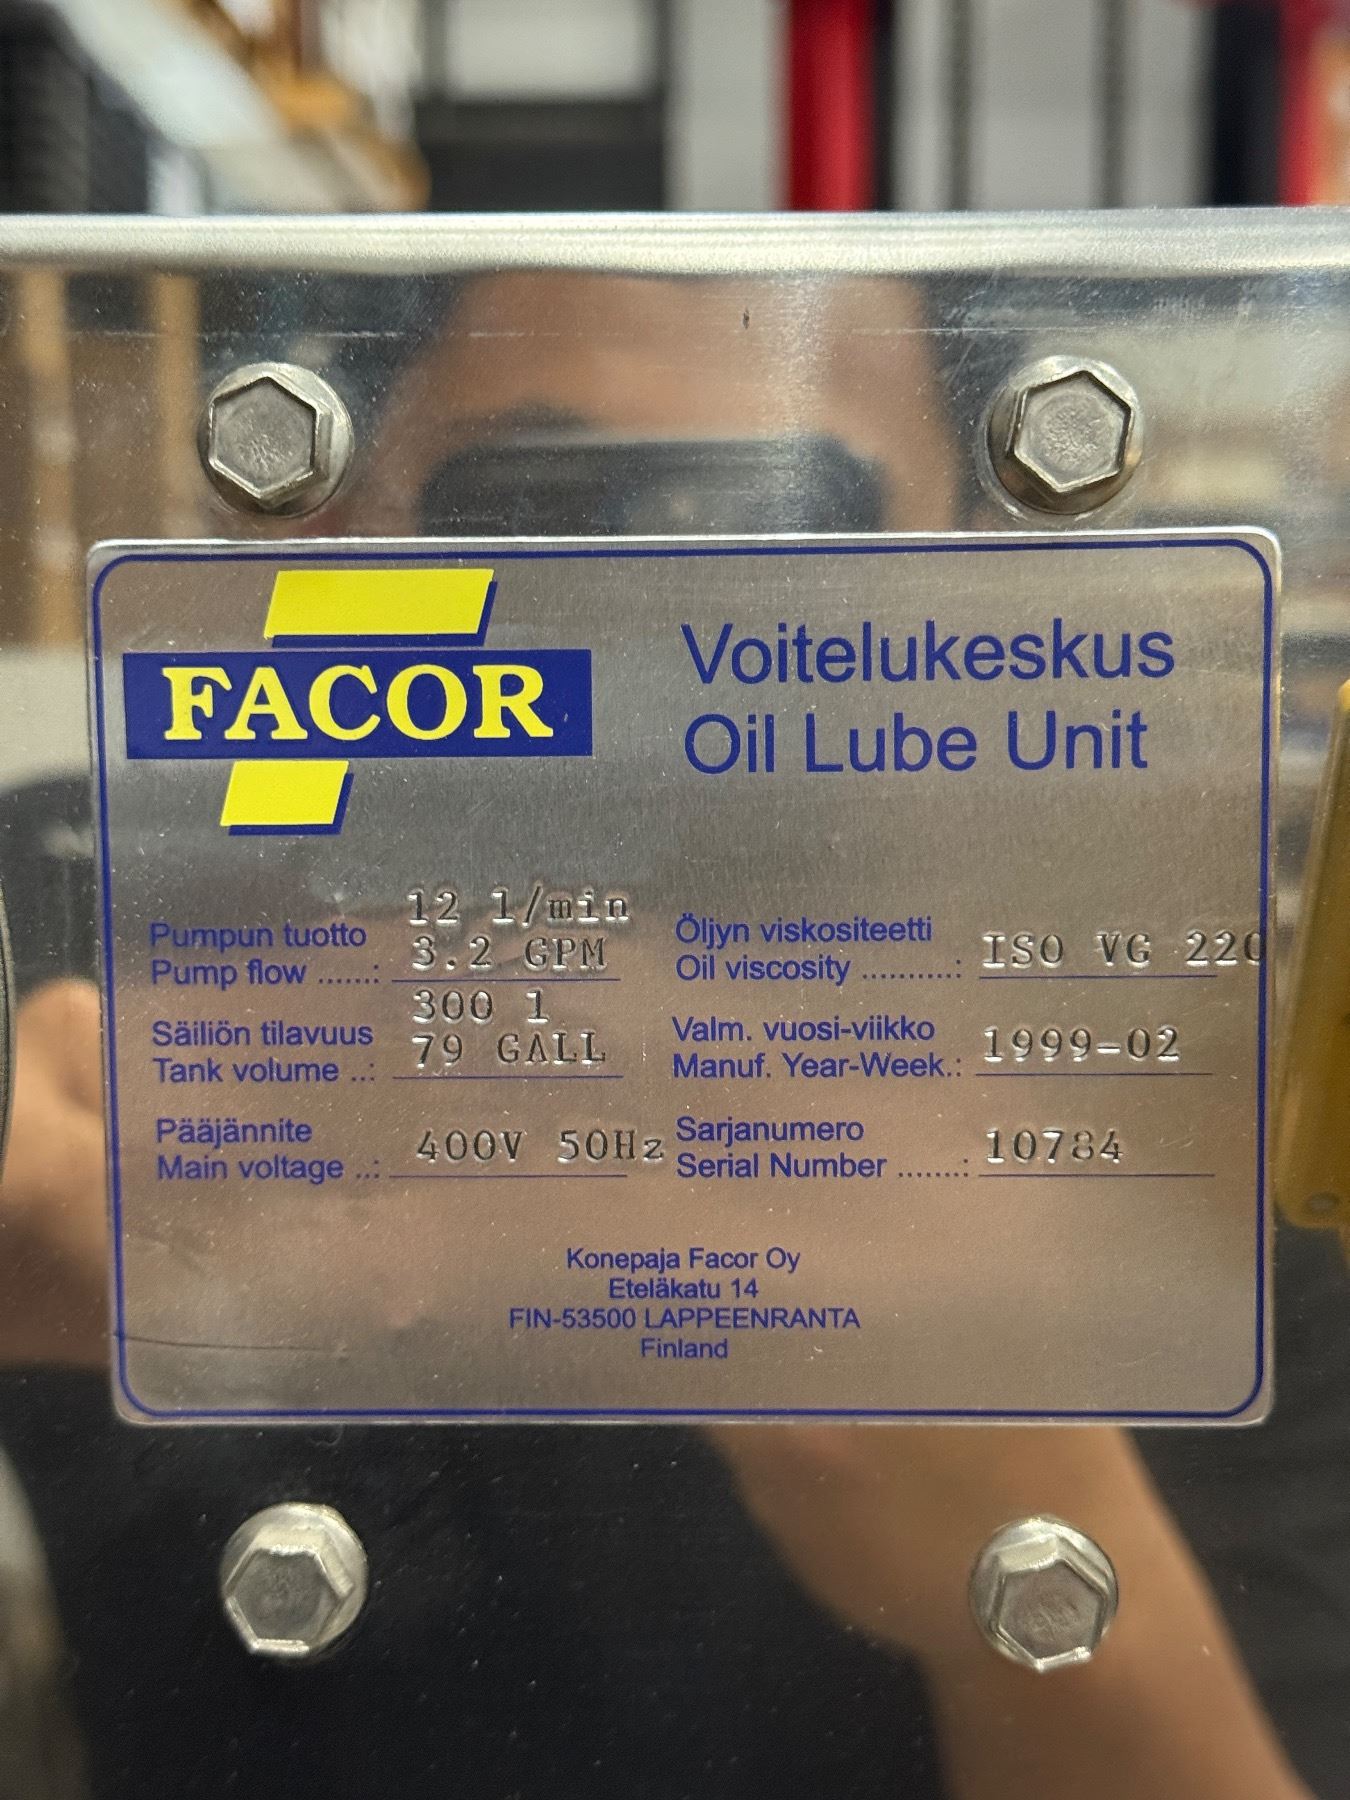 FACOR
Voitelukeskus
Oil Lube Unit
12 l/min
Pumpun tuotto
3.2 GPM
Pump flow ......:
300 l
Säiliön tilavuus
79 GALL
Tank volume ..:
Pääjännite
400V 50Hz
Main voltage ..:
Öljyn viskositeetti
ISO VG 220
Oil viscosity ...........:
Valm. vuosi-viikko
1999-02
Manuf. Year-Week.:
Sarjanumero
10784
Serial Number .......:
Konepaja Facor Oy
Eteläkatu 14
FIN-53500 LAPPEENRANTA
Finland